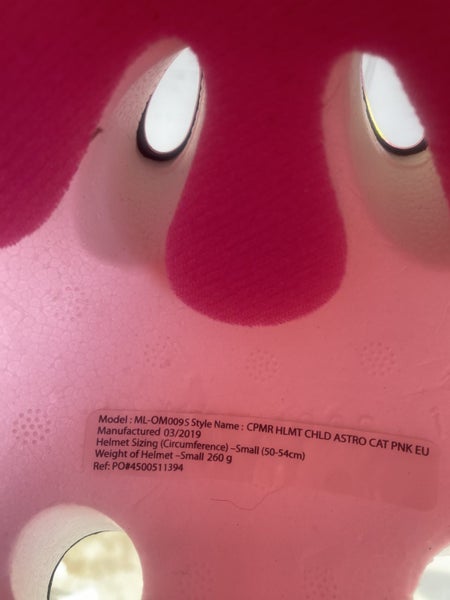 Model : ML-OM009S Style Name : CPMR HLMT CHLD ASTRO CAT PNK EU
Manufactured 03/2019
Helmet Sizing (Circumference) –Small (50-54cm)
Weight of Helmet –Small 260 g
Ref: PO#4500511394